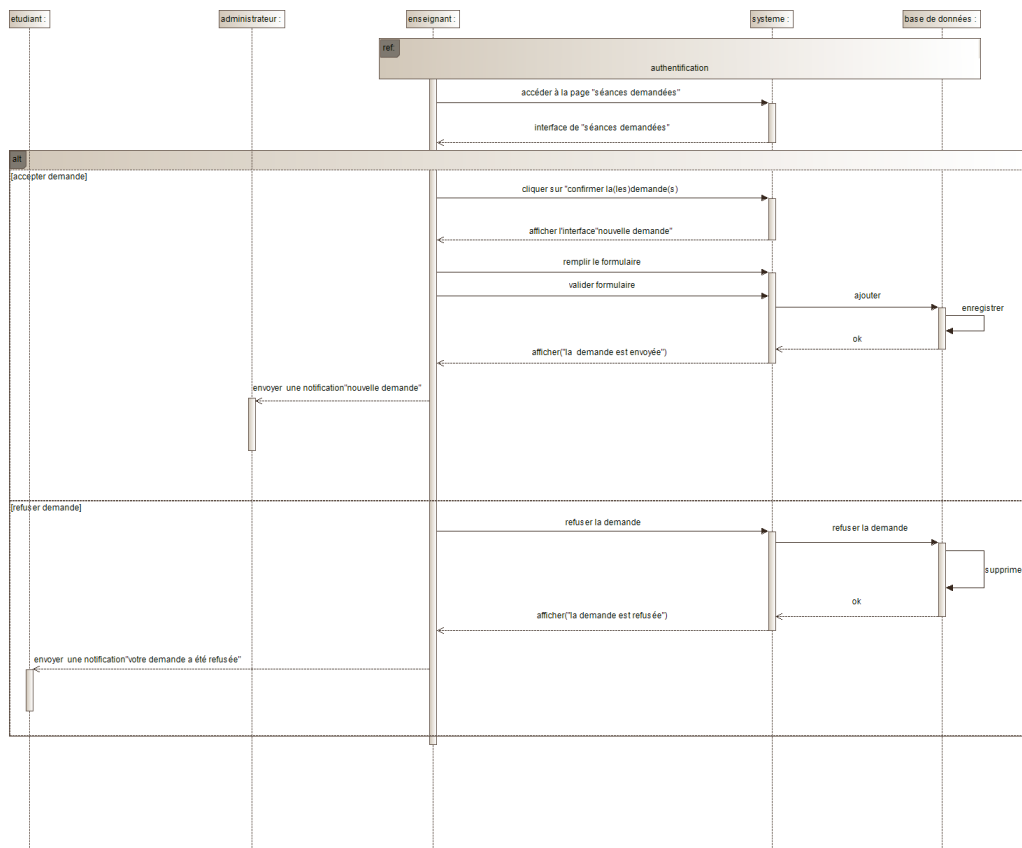 etudiant :
administrateur :
enseignant :
systeme :
base de données :
ref.
authentification
accéder à la page "séances demandées"
interface de "séances demandées"
alt
[accepter demande]
cliquer sur "confirmer la(les)demande(s)
afficher l'interface"nouvelle demande"
remplir le formulaire
valider formulaire
ajouter
enregistrer
ok
afficher("la demande est envoyée")
envoyer une notification"nouvelle demande"
[refuser demande]
refuser la demande
refuser la demande
supprime
ok
afficher("la demande est refusée")
envoyer une notification"votre demande a été refusée"